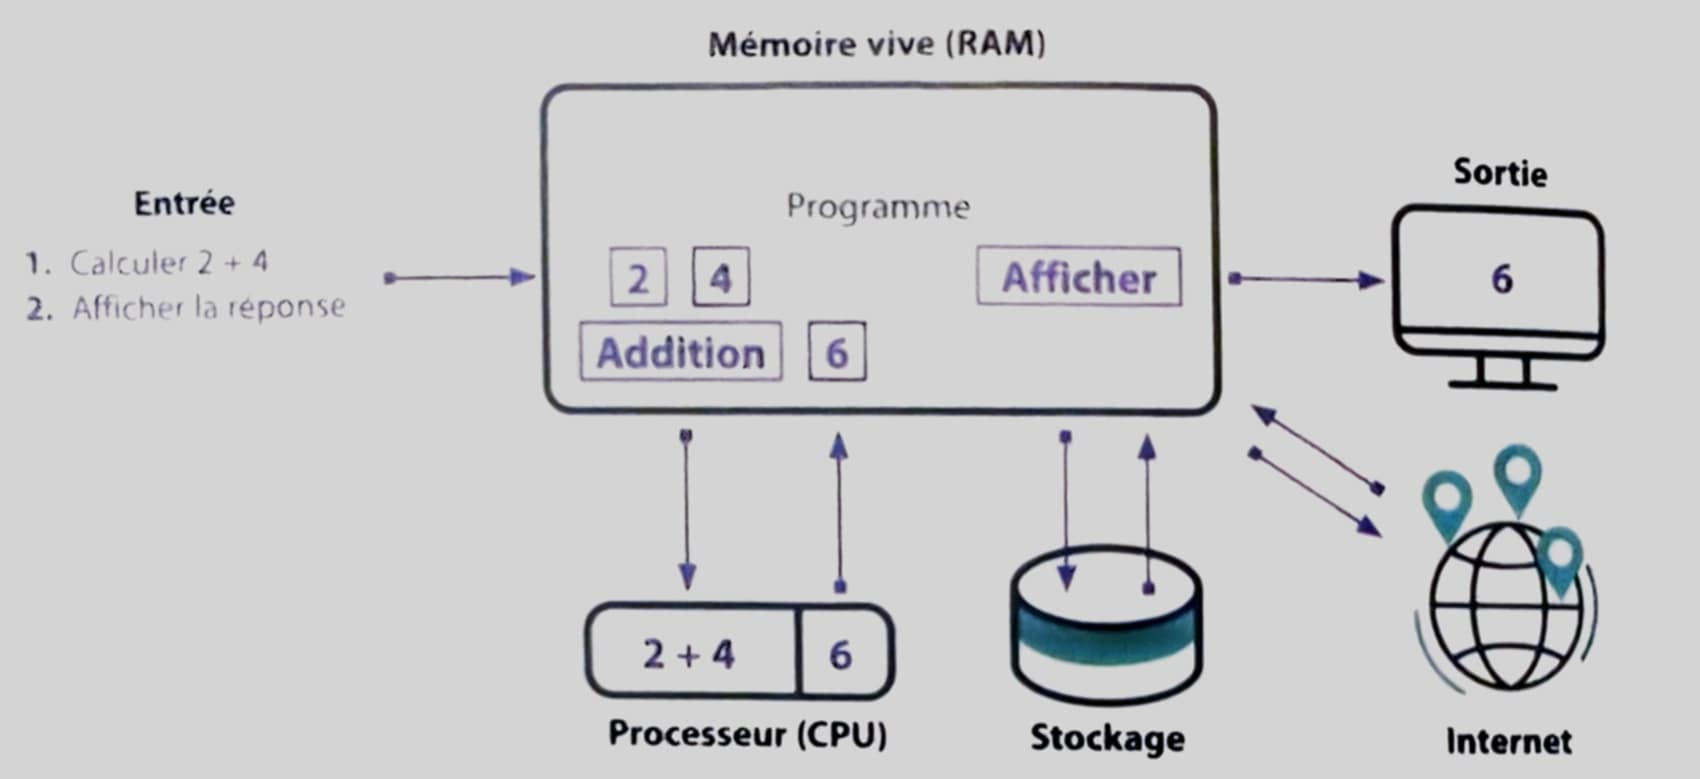 Mémoire vive (RAM)
Entrée
1. Calculer 2 + 4
2. Afficher la réponse
Programme
2 4 Afficher
Addition 6
Sortie
6
2 + 4 6
Processeur (CPU)
Stockage
Internet